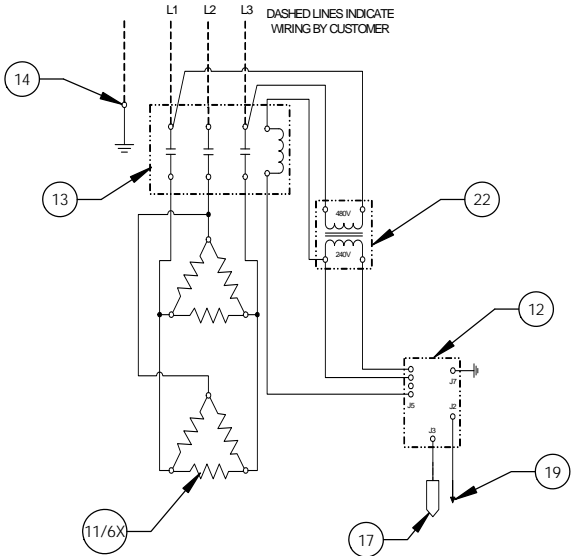 L1 L2 L3 DASHED LINES INDICATE
WIRING BY CUSTOMER
14
13
480V
240V
22
12
J7
J5
J2
J3
19
11/6X
17